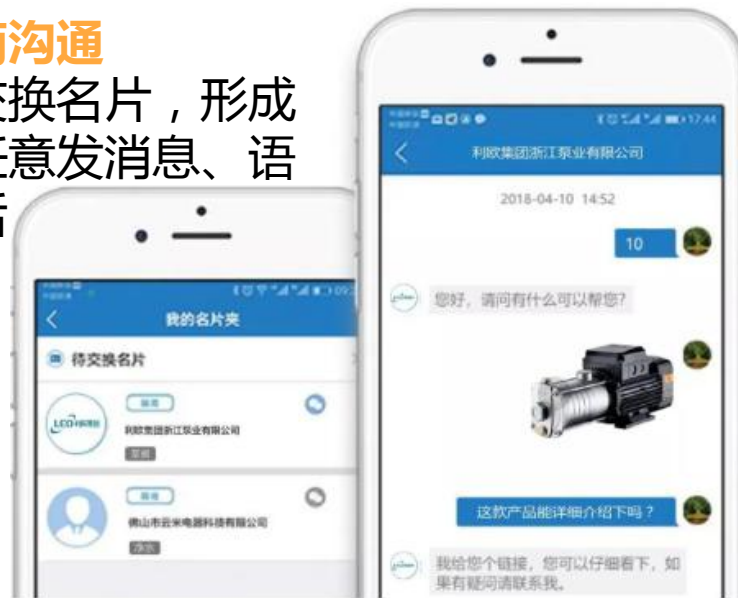 沟通
换名片，形成
意发消息、语
17:44
利欧集团浙江泵业有限公司
2018-04-10 14:52
10
您好，请问有什么可以帮您?
这款产品能详细介绍下吗？
我给您个链接，您可以仔细看下，如
果有疑问请联系我。
我的名片夹
待交换名片
利欧集团浙江泵业有限公司
佛山市云米电器科技有限公司
净水